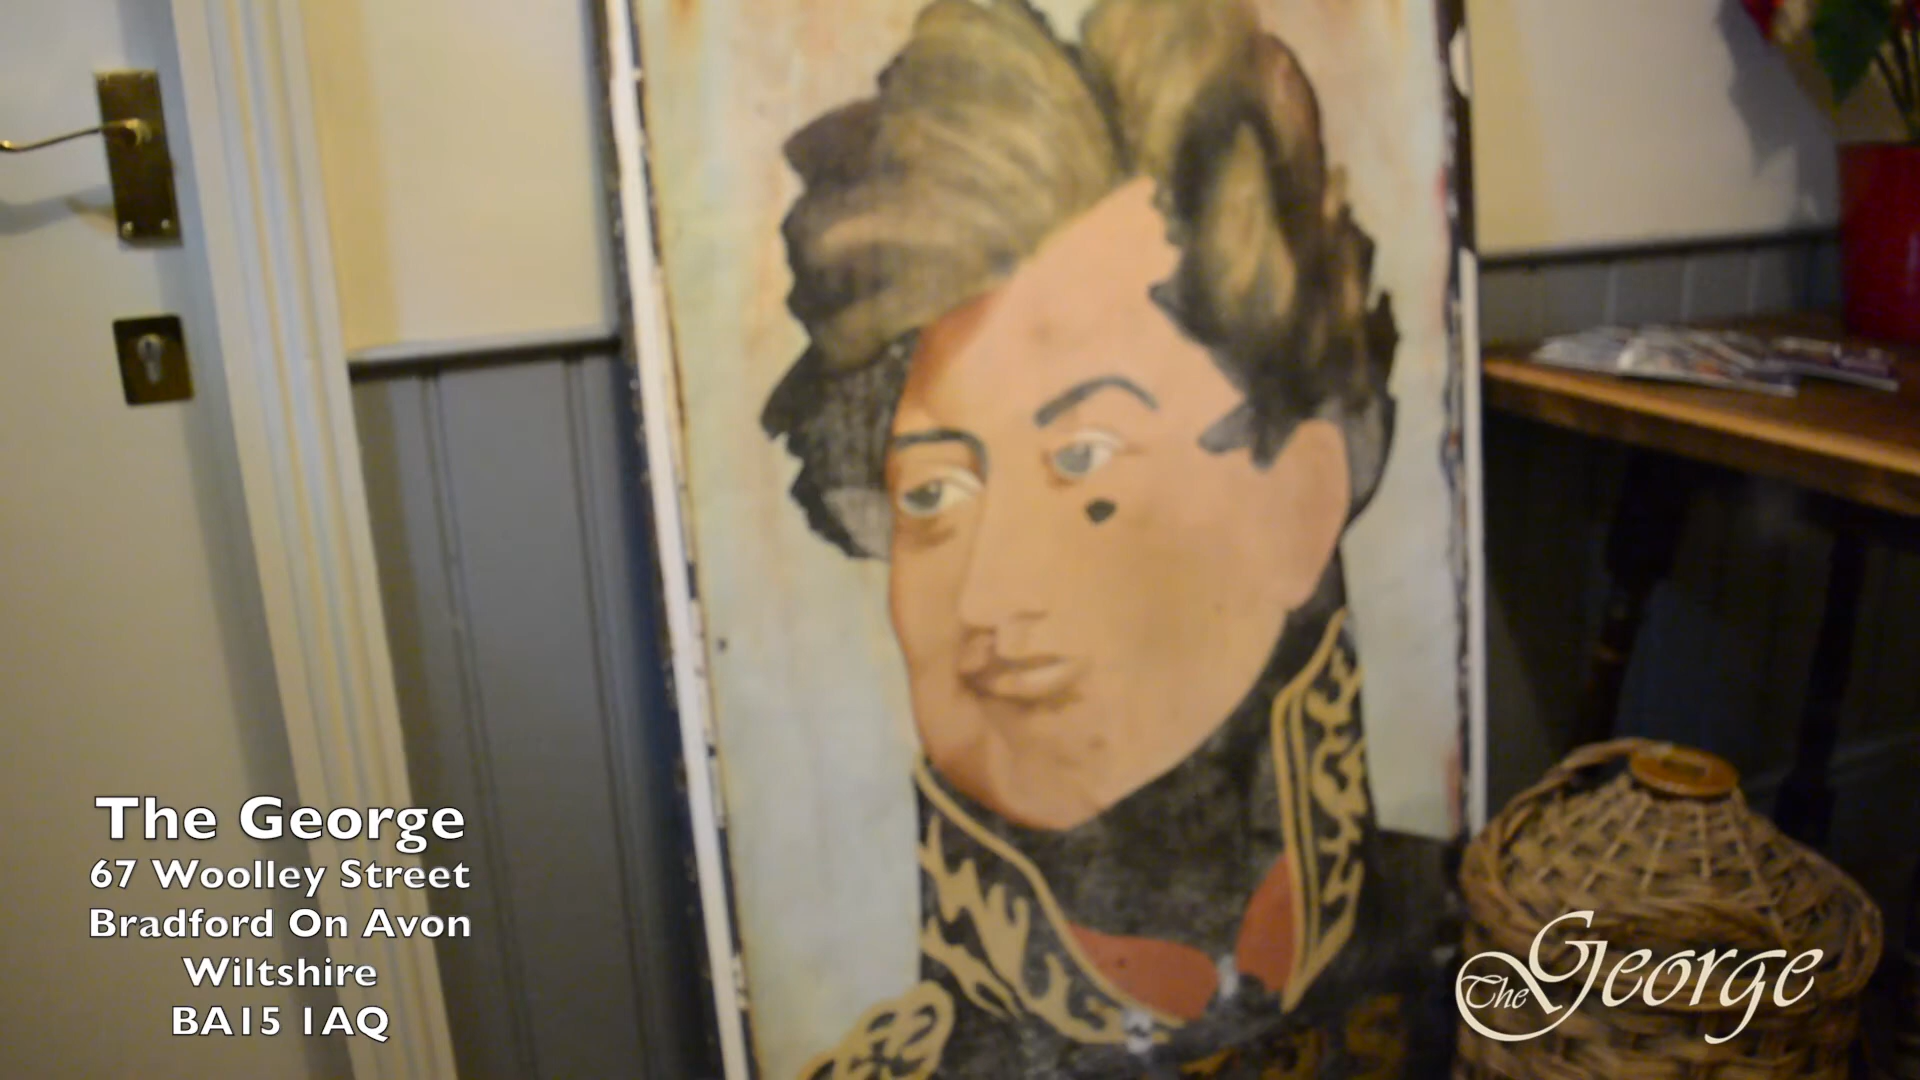 The George
67 Woolley Street
Bradford On Avon
Wiltshire
BA15 1AQ
The George